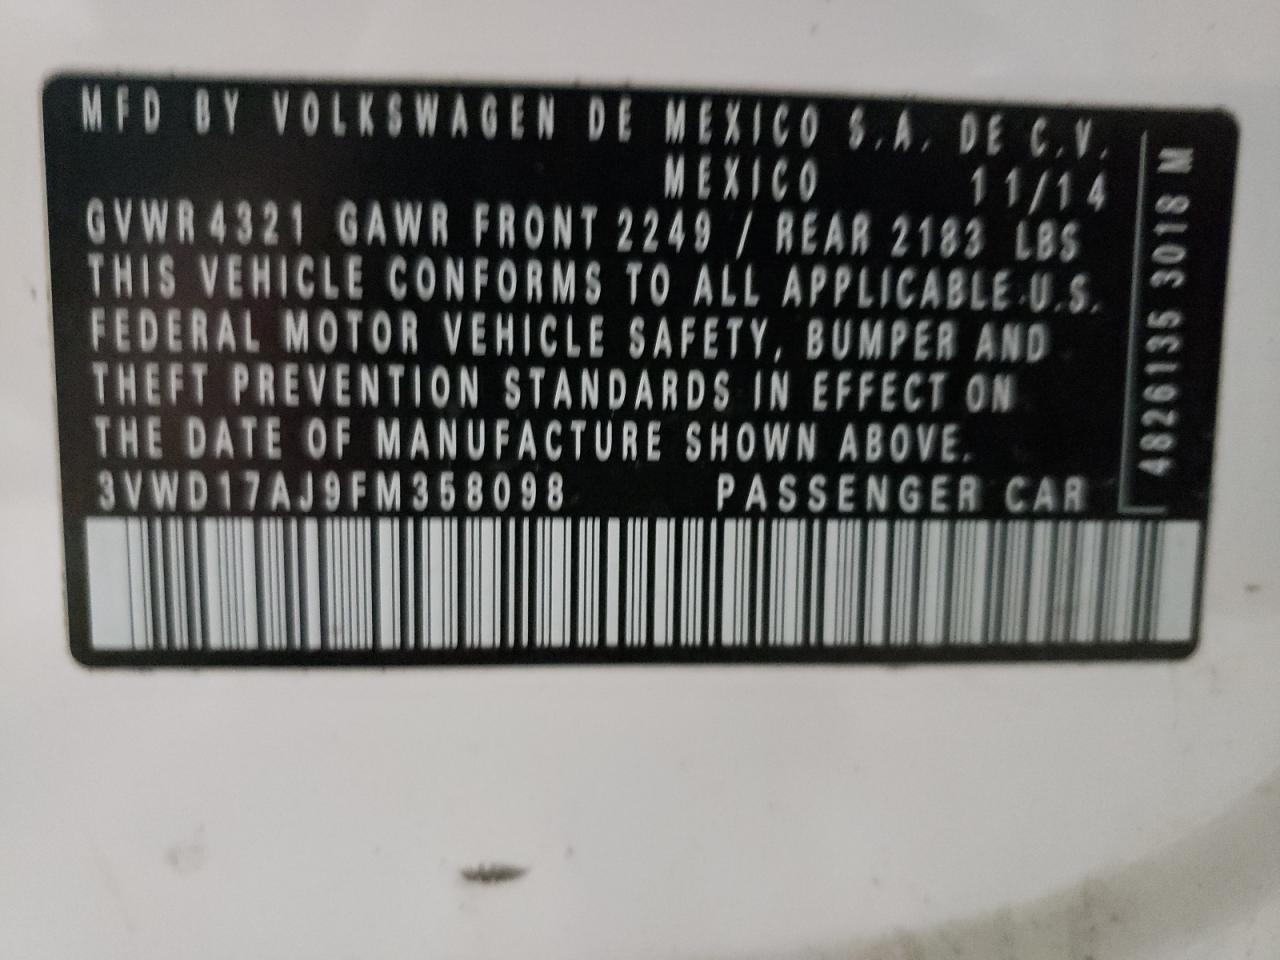 MFD BY VOLKSWAGEN DE MEXICO S.A. DE C.V.
MEXICO 11/14
GVWR 4321 GAWR FRONT 2249 / REAR 2183 LBS
THIS VEHICLE CONFORMS TO ALL APPLICABLE U.S.
FEDERAL MOTOR VEHICLE SAFETY, BUMPER AND
THEFT PREVENTION STANDARDS IN EFFECT ON
THE DATE OF MANUFACTURE SHOWN ABOVE.
3VWD17AJ9FM358098 PASSENGER CAR
4826135 3018 M